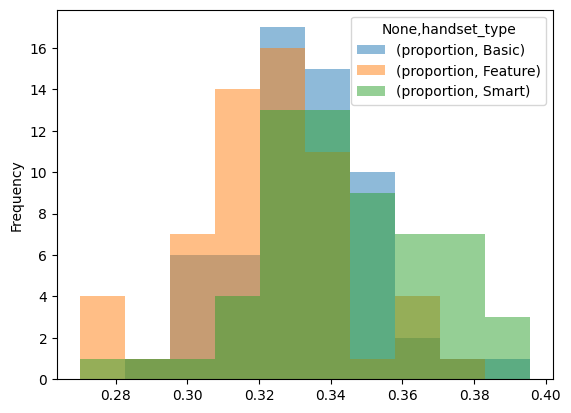 None,handset_type
(proportion, Basic)
(proportion, Feature)
(proportion, Smart)
Frequency
16
14
12
10
8
6
4
2
0
0.28 0.30 0.32 0.34 0.36 0.38 0.40